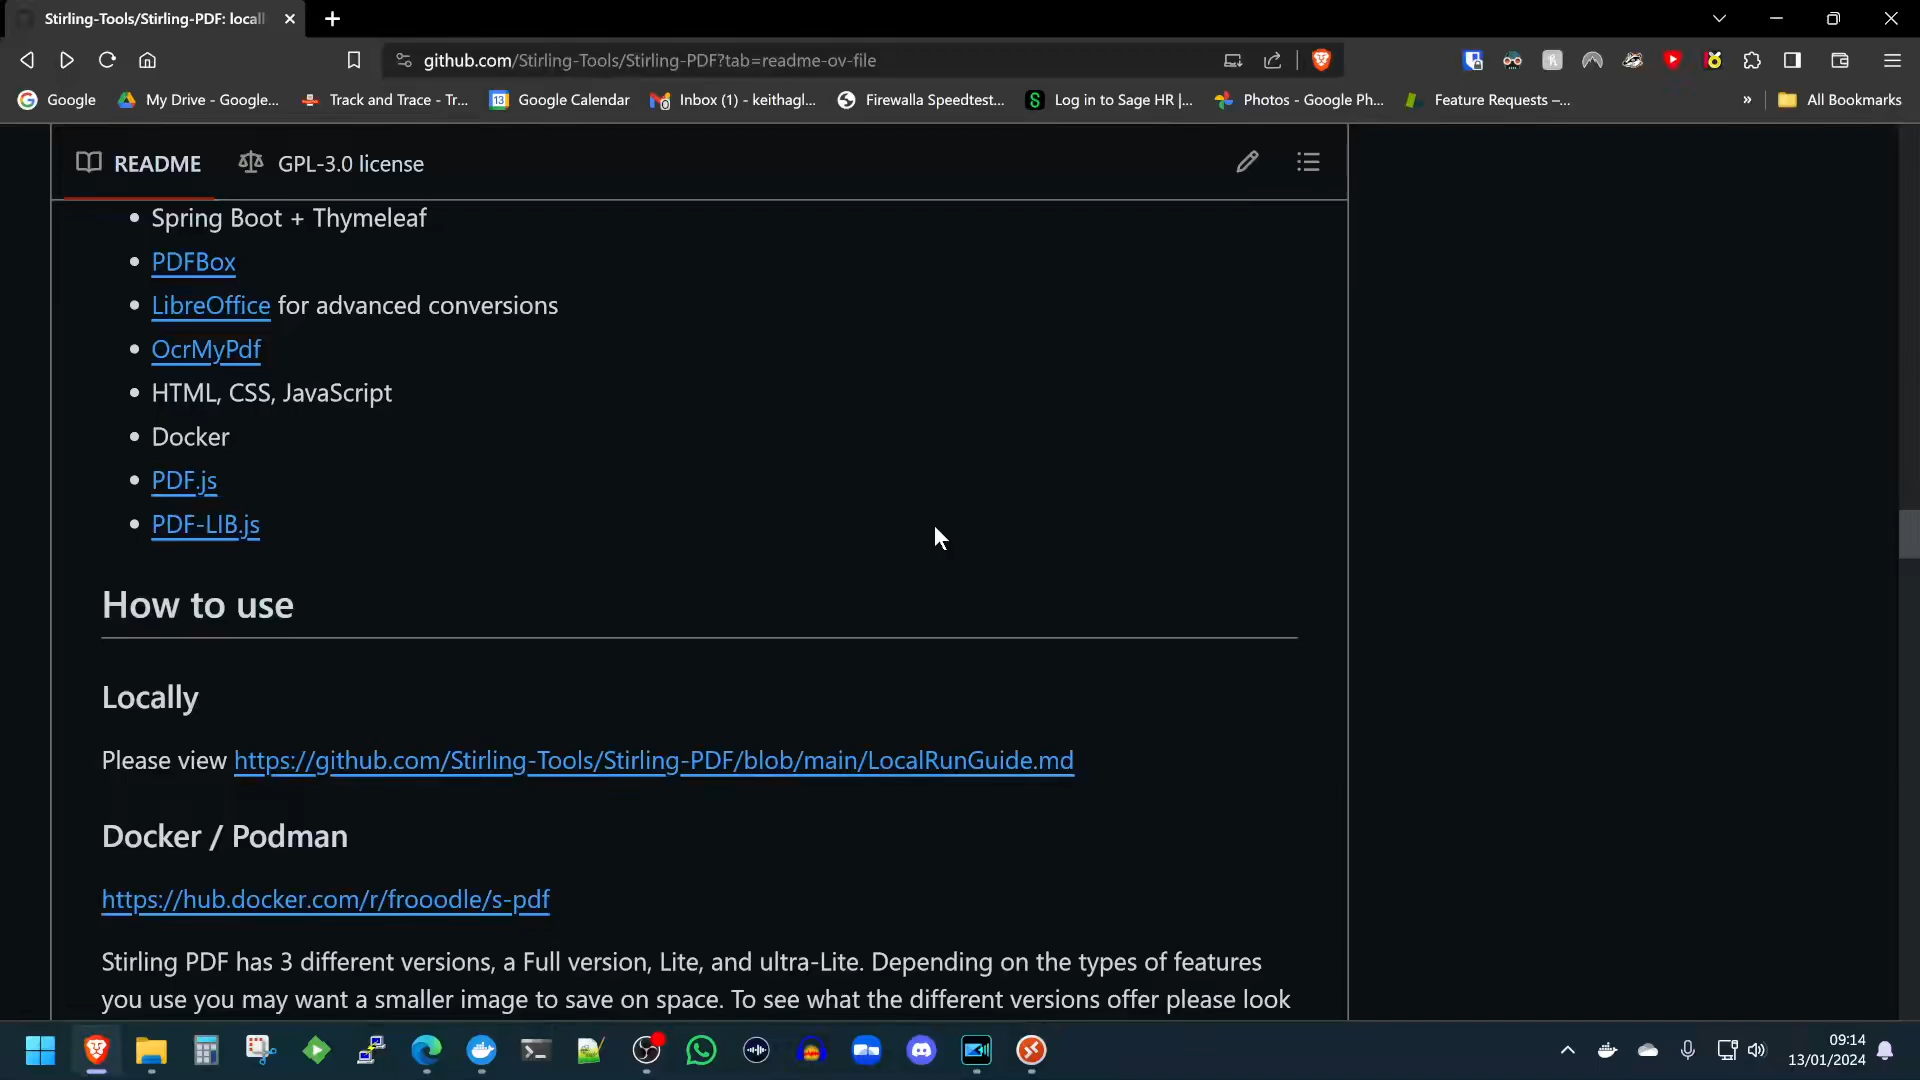 Stirling-Tools/Stirling-PDF: locall
github.com/Stirling-Tools/Stirling-PDF?tab=readme-ov-file
Google
My Drive - Google...
Track and Trace - Tr...
13
Google Calendar
Inbox (1) - keithagl...
Firewalla Speedtest...
S
Log in to Sage HR |...
Photos - Google Ph...
Feature Requests –...
»
All Bookmarks
README
GPL-3.0 license
• Spring Boot + Thymeleaf
• PDFBox
• LibreOffice for advanced conversions
• OcrMyPdf
• HTML, CSS, JavaScript
• Docker
• PDF.js
• PDF-LIB.js
How to use
Locally
Please view https://github.com/Stirling-Tools/Stirling-PDF/blob/main/LocalRunGuide.md
Docker / Podman
https://hub.docker.com/r/frooodle/s-pdf
Stirling PDF has 3 different versions, a Full version, Lite, and ultra-Lite. Depending on the types of features
you use you may want a smaller image to save on space. To see what the different versions offer please look
09:14
13/01/2024